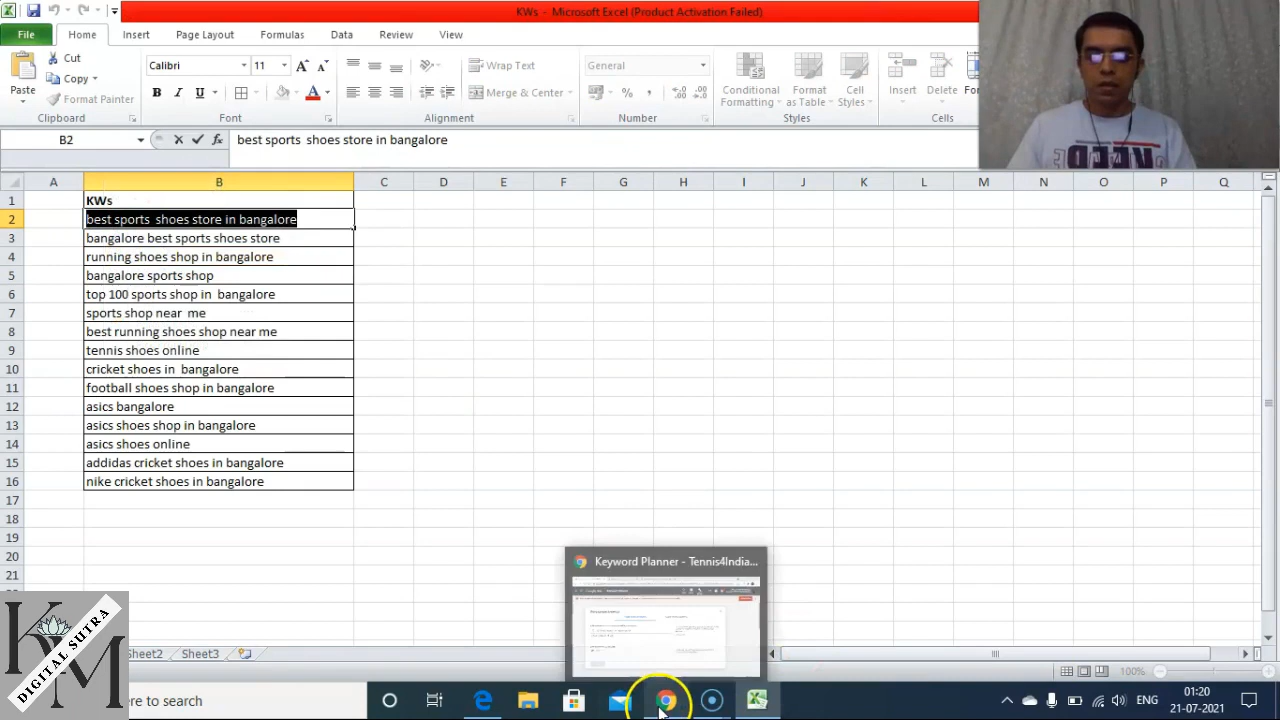 KWs - Microsoft Excel (Product Activation Failed)
File Home Insert Page Layout Formulas Data Review View
Paste
Cut
Copy
Format Painter
Clipboard
Calibri 11
B I U A
Font
Wrap Text
Merge & Center
Alignment
General
%
Number
Conditional Formatting
Format as Table
Cell Styles
Styles
Insert
Delete
Cells
B2
fx
best sports  shoes store in bangalore
A B C D E F G H I J K L M N O P Q
1 KWs
2 best sports  shoes store in bangalore
3 bangalore best sports shoes store
4 running shoes shop in bangalore
5 bangalore sports shop
6 top 100 sports shop in  bangalore
7 sports shop near  me
8 best running shoes shop near me
9 tennis shoes online
10 cricket shoes in  bangalore
11 football shoes shop in bangalore
12 asics bangalore
13 asics shoes shop in bangalore
14 asics shoes online
15 addidas cricket shoes in bangalore
16 nike cricket shoes in bangalore
17
18
19
20
21
Keyword Planner - Tennis4India...
KM
DIGITAL SUTRA
Sheet2 Sheet3
100%
here to search
ENG
01:20
21-07-2021